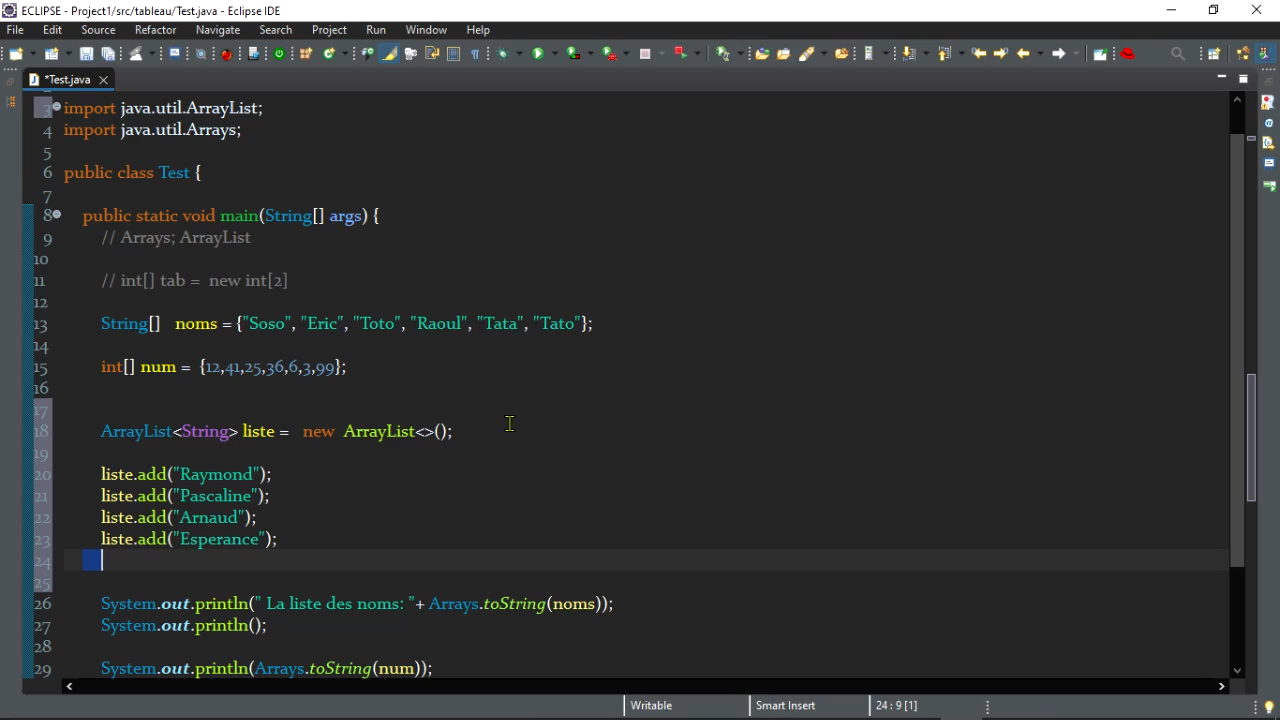 ECLIPSE - Project1/src/tableau/Test.java - Eclipse IDE
File Edit Source Refactor Navigate Search Project Run Window Help
*Test.java
3 import java.util.ArrayList;
4 import java.util.Arrays;
5
6 public class Test {
7
8 public static void main(String[] args) {
9 // Arrays; ArrayList
10
11 // int[] tab = new int[2]
12
13 String[] noms = {"Soso", "Eric", "Toto", "Raoul", "Tata", "Tato"};
14
15 int[] num = {12,41,25,36,6,3,99};
16
17
18 ArrayList<String> liste = new ArrayList<>();
19
20 liste.add("Raymond");
21 liste.add("Pascaline");
22 liste.add("Arnaud");
23 liste.add("Esperance");
24
25
26 System.out.println(" La liste des noms: "+ Arrays.toString(noms));
27 System.out.println();
28
29 System.out.println(Arrays.toString(num));
Writable Smart Insert 24 : 9 [1]